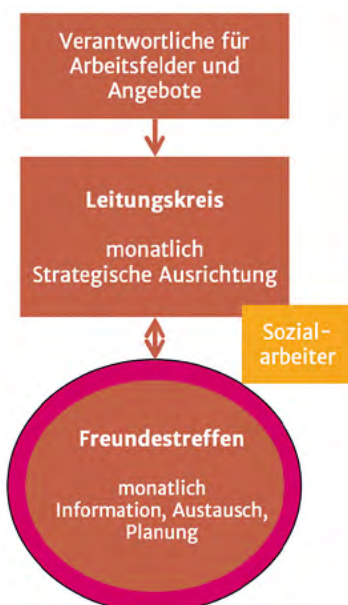 Verantwortliche für
Arbeitsfelder und
Angebote
Leitungskreis
monatlich
Strategische Ausrichtung
Sozial-
arbeiter
Freundestreffen
monatlich
Information, Austausch,
Planung